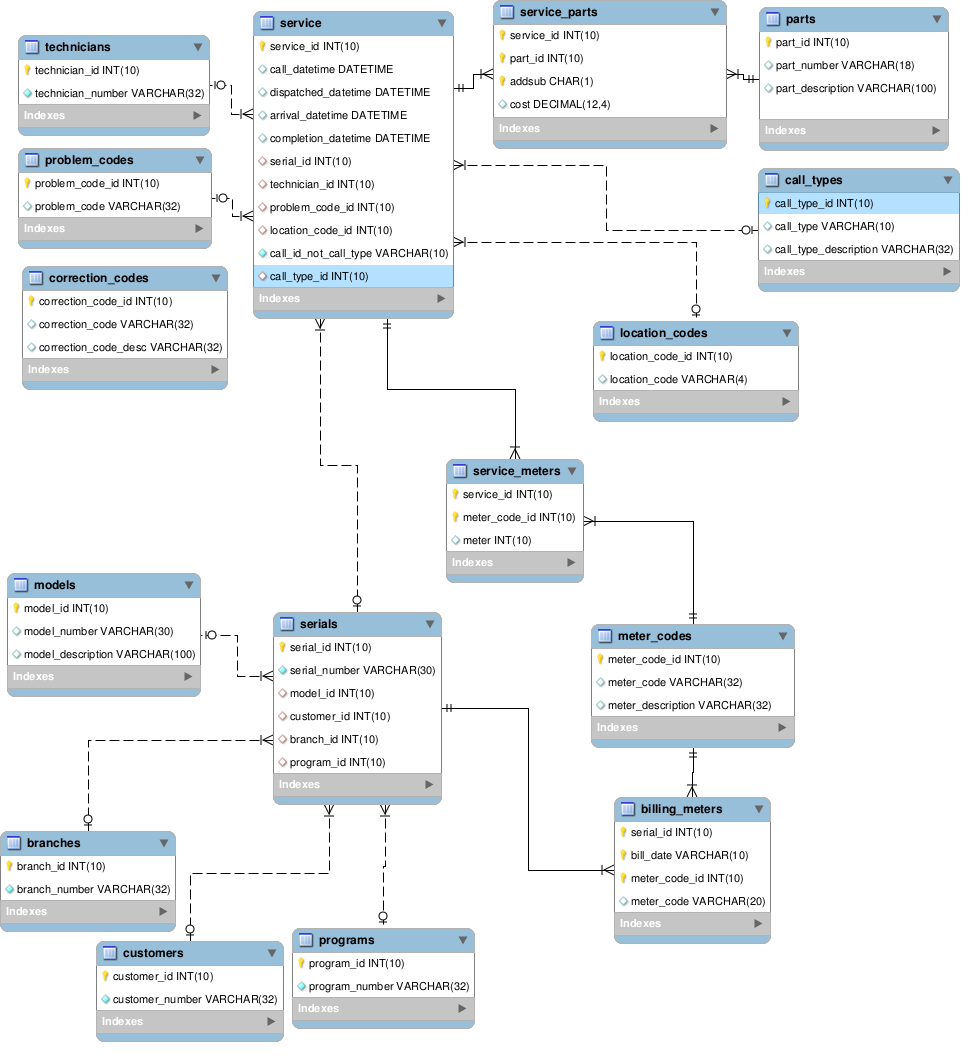 technicians
technician_id INT(10)
technician_number VARCHAR(32)
Indexes
problem_codes
problem_code_id INT(10)
problem_code VARCHAR(32)
Indexes
correction_codes
correction_code_id INT(10)
correction_code VARCHAR(32)
correction_code_desc VARCHAR(32)
Indexes
service
service_id INT(10)
call_datetime DATETIME
dispatched_datetime DATETIME
arrival_datetime DATETIME
completion_datetime DATETIME
serial_id INT(10)
technician_id INT(10)
problem_code_id INT(10)
location_code_id INT(10)
call_id_not_call_type VARCHAR(10)
call_type_id INT(10)
Indexes
service_parts
service_id INT(10)
part_id INT(10)
addsub CHAR(1)
cost DECIMAL(12,4)
Indexes
parts
part_id INT(10)
part_number VARCHAR(18)
part_description VARCHAR(100)
Indexes
call_types
call_type_id INT(10)
call_type VARCHAR(10)
call_type_description VARCHAR(32)
Indexes
location_codes
location_code_id INT(10)
location_code VARCHAR(4)
Indexes
service_meters
service_id INT(10)
meter_code_id INT(10)
meter INT(10)
Indexes
models
model_id INT(10)
model_number VARCHAR(30)
model_description VARCHAR(100)
Indexes
serials
serial_id INT(10)
serial_number VARCHAR(30)
model_id INT(10)
customer_id INT(10)
branch_id INT(10)
program_id INT(10)
Indexes
meter_codes
meter_code_id INT(10)
meter_code VARCHAR(32)
meter_description VARCHAR(32)
Indexes
billing_meters
serial_id INT(10)
bill_date VARCHAR(10)
meter_code_id INT(10)
meter_code VARCHAR(20)
Indexes
branches
branch_id INT(10)
branch_number VARCHAR(32)
Indexes
customers
customer_id INT(10)
customer_number VARCHAR(32)
Indexes
programs
program_id INT(10)
program_number VARCHAR(32)
Indexes